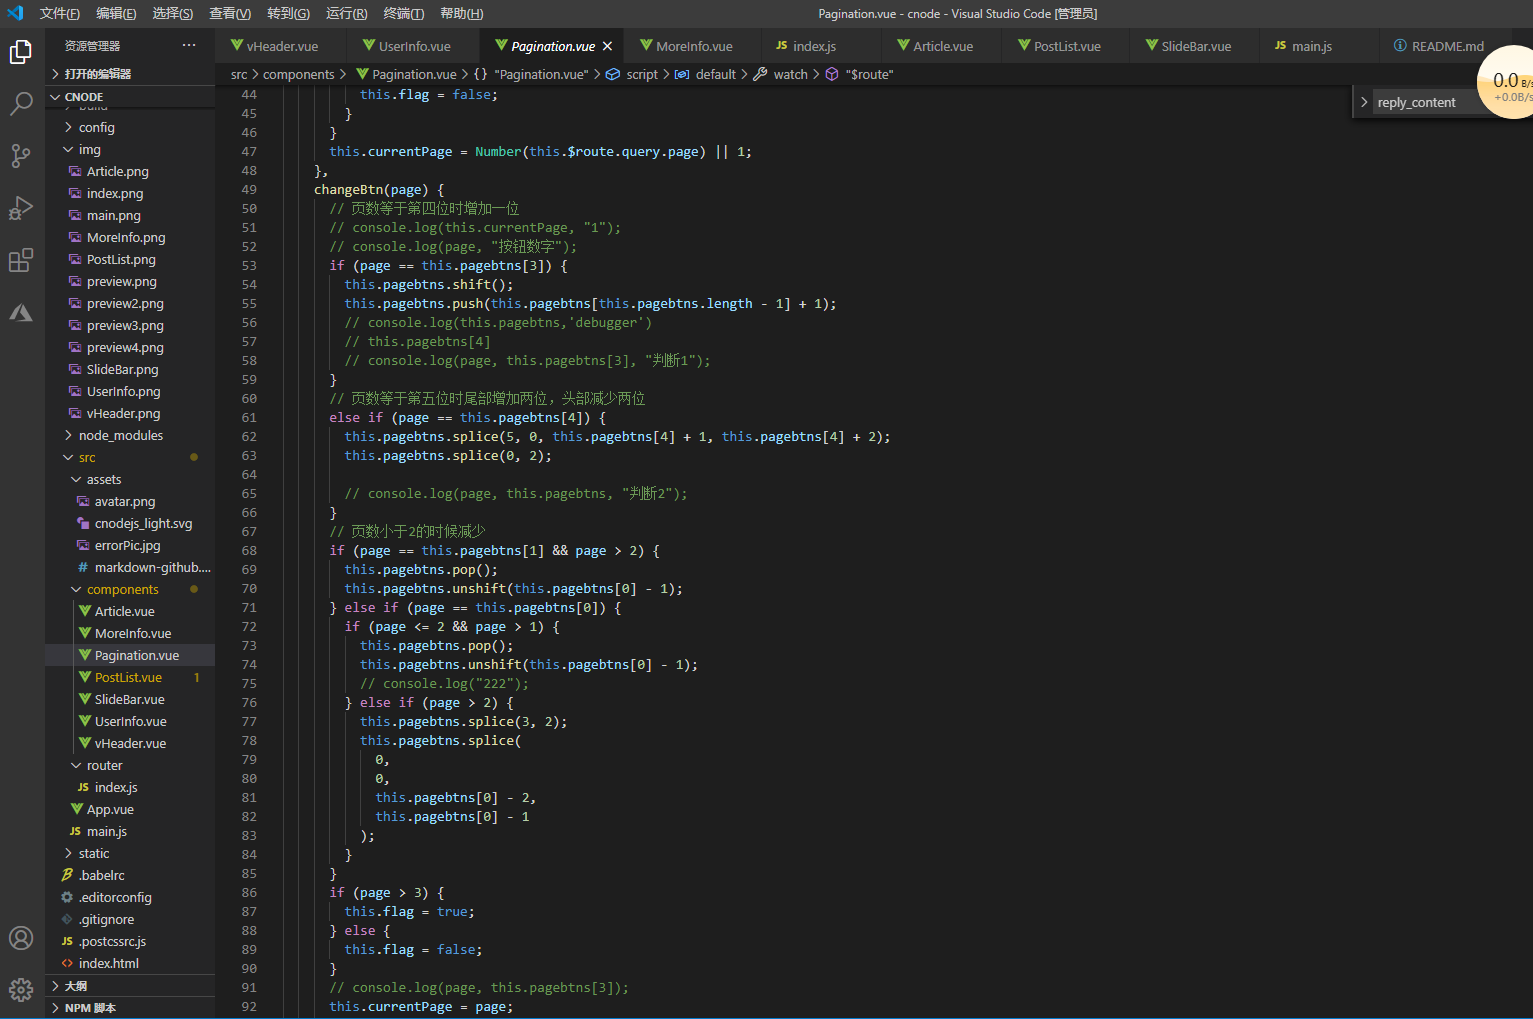 文件(F) 编辑(E) 选择(S) 查看(V) 转到(G) 运行(R) 终端(T) 帮助(H)
Pagination.vue - cnode - Visual Studio Code [管理员]
资源管理器 ···
打开的编辑器
CNODE
build
config
img
Article.png
index.png
main.png
MoreInfo.png
PostList.png
preview.png
preview2.png
preview3.png
preview4.png
SlideBar.png
UserInfo.png
vHeader.png
node_modules
src
assets
avatar.png
cnodejs_light.svg
errorPic.jpg
# markdown-github....
components
Article.vue
MoreInfo.vue
Pagination.vue
PostList.vue 1
SlideBar.vue
UserInfo.vue
vHeader.vue
router
JS index.js
App.vue
JS main.js
static
.babelrc
.editorconfig
.gitignore
JS .postcssrc.js
<> index.html
大纲
NPM 脚本
vHeader.vue UserInfo.vue Pagination.vue MoreInfo.vue JS index.js Article.vue PostList.vue SlideBar.vue JS main.js README.md
src > components > Pagination.vue > {} "Pagination.vue" > script > default > watch > "$route"
reply_content
0.0 B/s
+0.0B/s
44 this.flag = false;
45 }
46 }
47 this.currentPage = Number(this.$route.query.page) || 1;
48 },
49 changeBtn(page) {
50 // 页数等于第四位时增加一位
51 // console.log(this.currentPage, "1");
52 // console.log(page, "按钮数字");
53 if (page == this.pagebtns[3]) {
54 this.pagebtns.shift();
55 this.pagebtns.push(this.pagebtns[this.pagebtns.length - 1] + 1);
56 // console.log(this.pagebtns,'debugger')
57 // this.pagebtns[4]
58 // console.log(page, this.pagebtns[3], "判断1");
59 }
60 // 页数等于第五位时尾部增加两位，头部减少两位
61 else if (page == this.pagebtns[4]) {
62 this.pagebtns.splice(5, 0, this.pagebtns[4] + 1, this.pagebtns[4] + 2);
63 this.pagebtns.splice(0, 2);
64
65 // console.log(page, this.pagebtns, "判断2");
66 }
67 // 页数小于2的时候减少
68 if (page == this.pagebtns[1] && page > 2) {
69 this.pagebtns.pop();
70 this.pagebtns.unshift(this.pagebtns[0] - 1);
71 } else if (page == this.pagebtns[0]) {
72 if (page <= 2 && page > 1) {
73 this.pagebtns.pop();
74 this.pagebtns.unshift(this.pagebtns[0] - 1);
75 // console.log("222");
76 } else if (page > 2) {
77 this.pagebtns.splice(3, 2);
78 this.pagebtns.splice(
79 0,
80 0,
81 this.pagebtns[0] - 2,
82 this.pagebtns[0] - 1
83 );
84 }
85 }
86 if (page > 3) {
87 this.flag = true;
88 } else {
89 this.flag = false;
90 }
91 // console.log(page, this.pagebtns[3]);
92 this.currentPage = page;